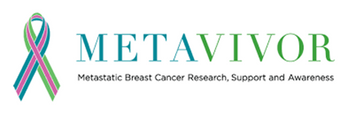 METAVIVOR
Metastatic Breast Cancer Research, Support and Awareness